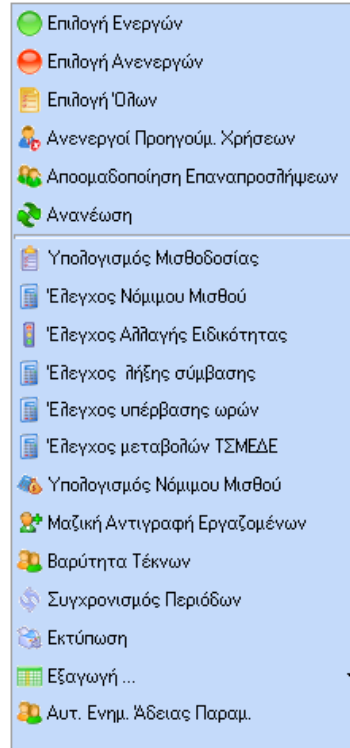 Επιλογή Ενεργών
Επιλογή Ανενεργών
Επιλογή Όλων
Ανενεργοί Προηγούμ. Χρήσεων
Αποομαδοποίηση Επαναπροσλήψεων
Ανανέωση
Υπολογισμός Μισθοδοσίας
Έλεγχος Νόμιμου Μισθού
Έλεγχος Αλλαγής Ειδικότητας
Έλεγχος λήξης σύμβασης
Έλεγχος υπέρβασης ωρών
Έλεγχος μεταβολών ΤΣΜΕΔΕ
Υπολογισμός Νόμιμου Μισθού
Μαζική Αντιγραφή Εργαζομένων
Βαρύτητα Τέκνων
Συγχρονισμός Περιόδων
Εκτύπωση
Εξαγωγή ...
Αυτ. Ενημ. Άδειας Παραμ.